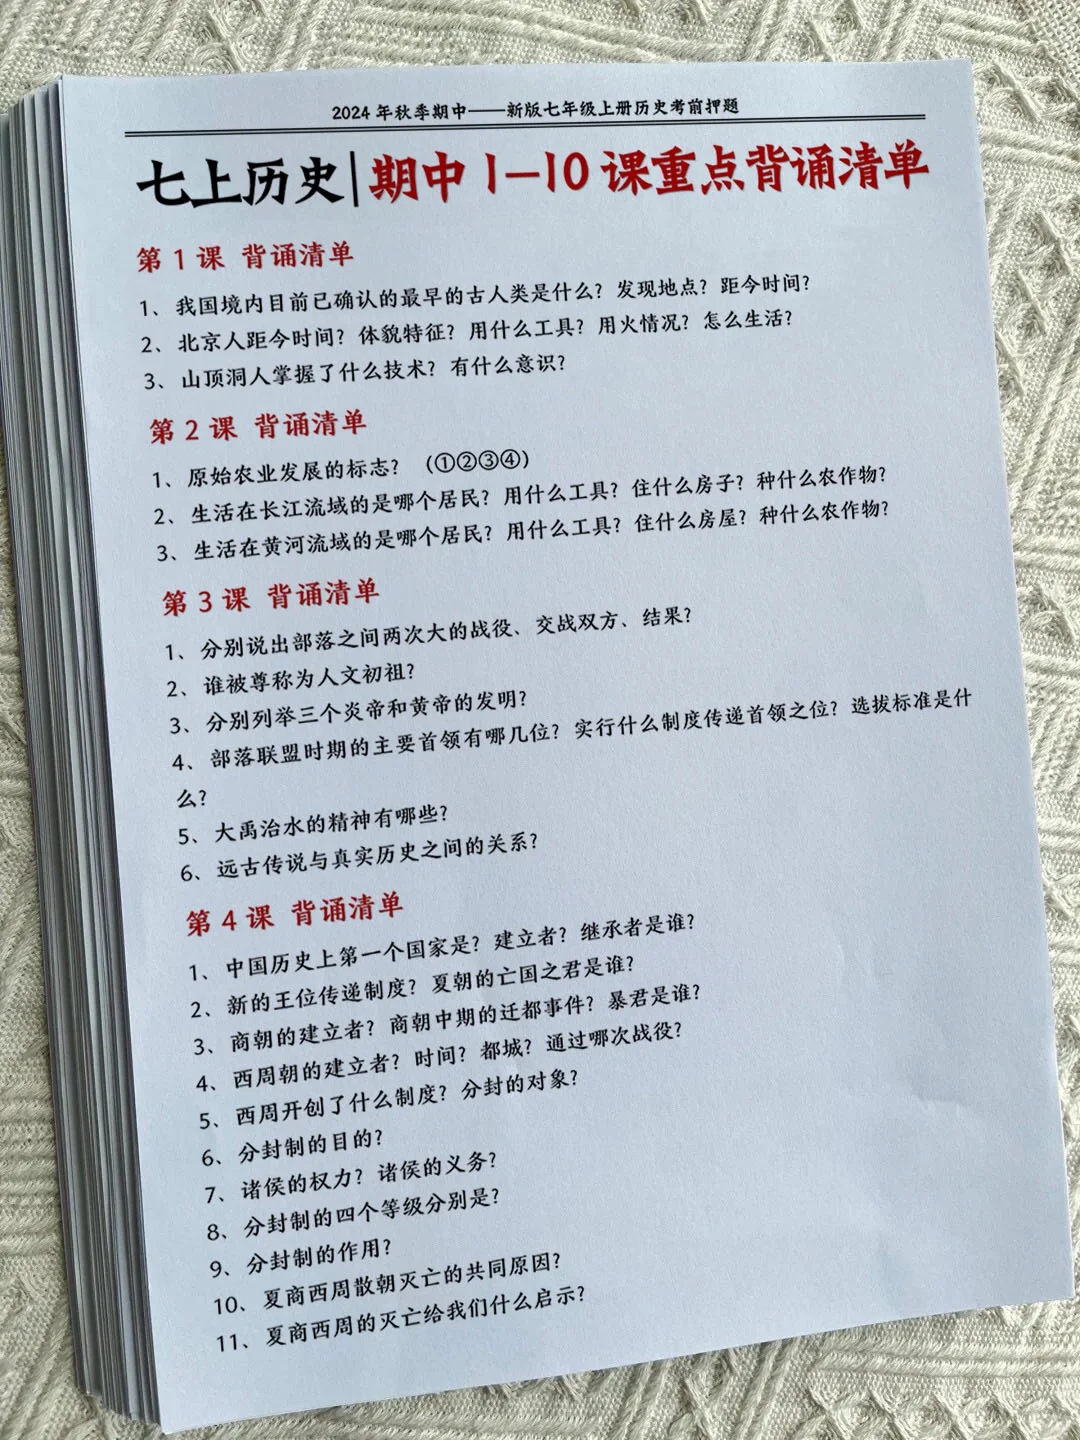 2024 年秋季期中——新版七年级上册历史考前押题
七上历史|期中 1—10 课重点背诵清单
第 1 课 背诵清单
1、我国境内目前已确认的最早的古人类是什么？发现地点？距今时间？
2、北京人距今时间？体貌特征？用什么工具？用火情况？怎么生活？
3、山顶洞人掌握了什么技术？有什么意识？
第 2 课 背诵清单
1、原始农业发展的标志？（①②③④）
2、生活在长江流域的是哪个居民？用什么工具？住什么房子？种什么农作物？
3、生活在黄河流域的是哪个居民？用什么工具？住什么房屋？种什么农作物？
第 3 课 背诵清单
1、分别说出部落之间两次大的战役、交战双方、结果？
2、谁被尊称为人文初祖？
3、分别列举三个炎帝和黄帝的发明？
4、部落联盟时期的主要首领有哪几位？实行什么制度传递首领之位？选拔标准是什
么？
5、大禹治水的精神有哪些？
6、远古传说与真实历史之间的关系？
第 4 课 背诵清单
1、中国历史上第一个国家是？建立者？继承者是谁？
2、新的王位传递制度？夏朝的亡国之君是谁？
3、商朝的建立者？商朝中期的迁都事件？暴君是谁？
4、西周朝的建立者？时间？都城？通过哪次战役？
5、西周开创了什么制度？分封的对象？
6、分封制的目的？
7、诸侯的权力？诸侯的义务？
8、分封制的四个等级分别是？
9、分封制的作用？
10、夏商西周散朝灭亡的共同原因？
11、夏商西周的灭亡给我们什么启示？